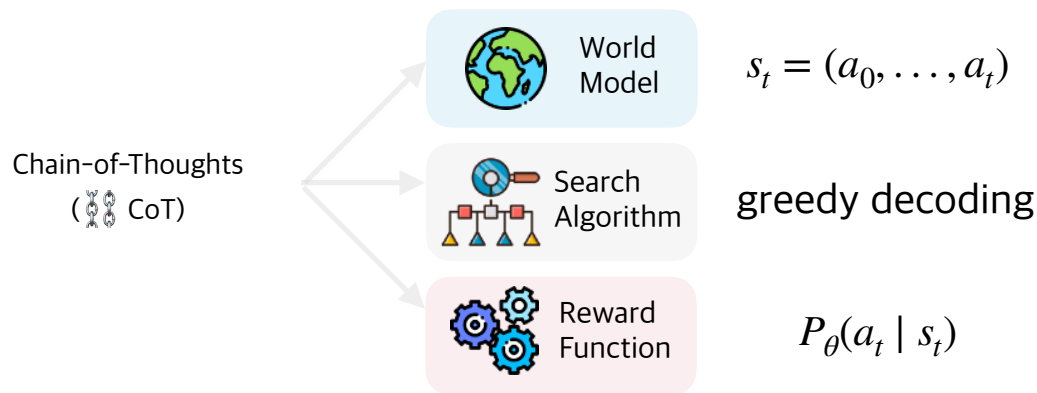 Chain-of-Thoughts
( CoT)
World
Model
s_t = (a_0, . . . , a_t)
Search
Algorithm
greedy decoding
Reward
Function
P_θ(a_t | s_t)